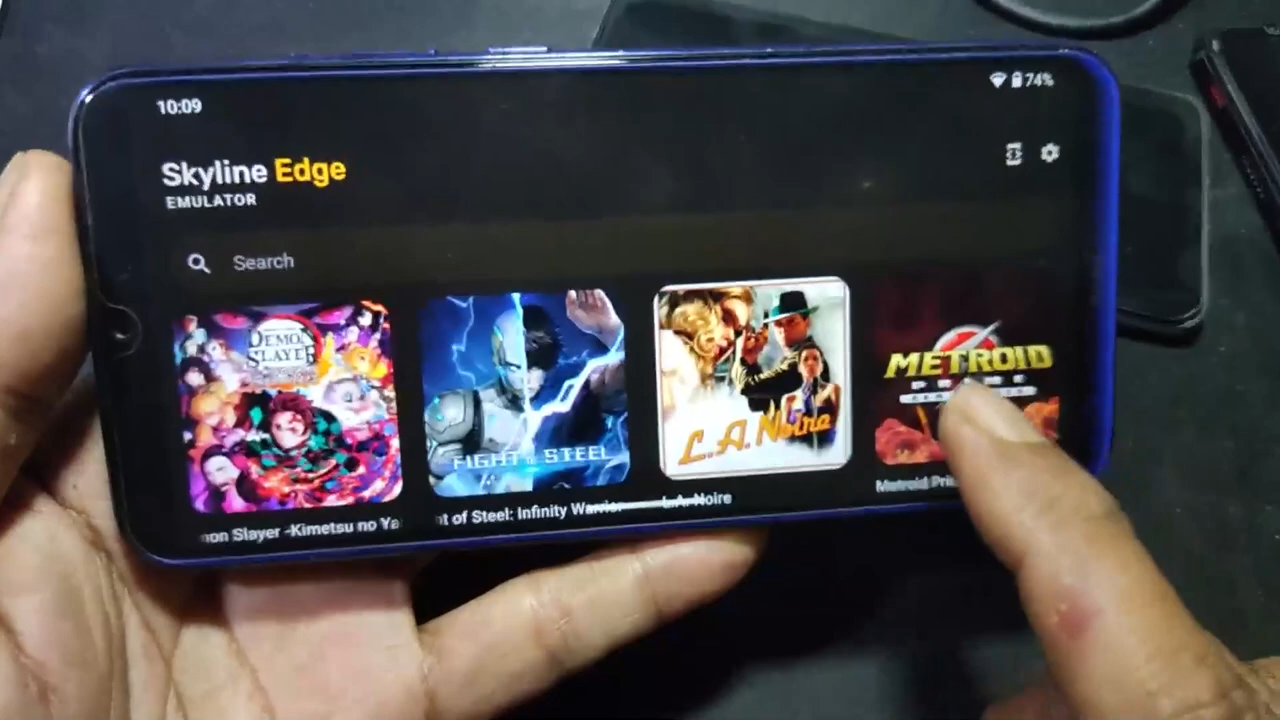 10:09
74%
Skyline Edge
EMULATOR
Search
DEMON
SLAYER
FIGHT OF STEEL
L.A. Noire
METROID
non Slayer -Kimetsu no Ya
nt of Steel: Infinity Warrior
L.A. Noire
Metroid Pri